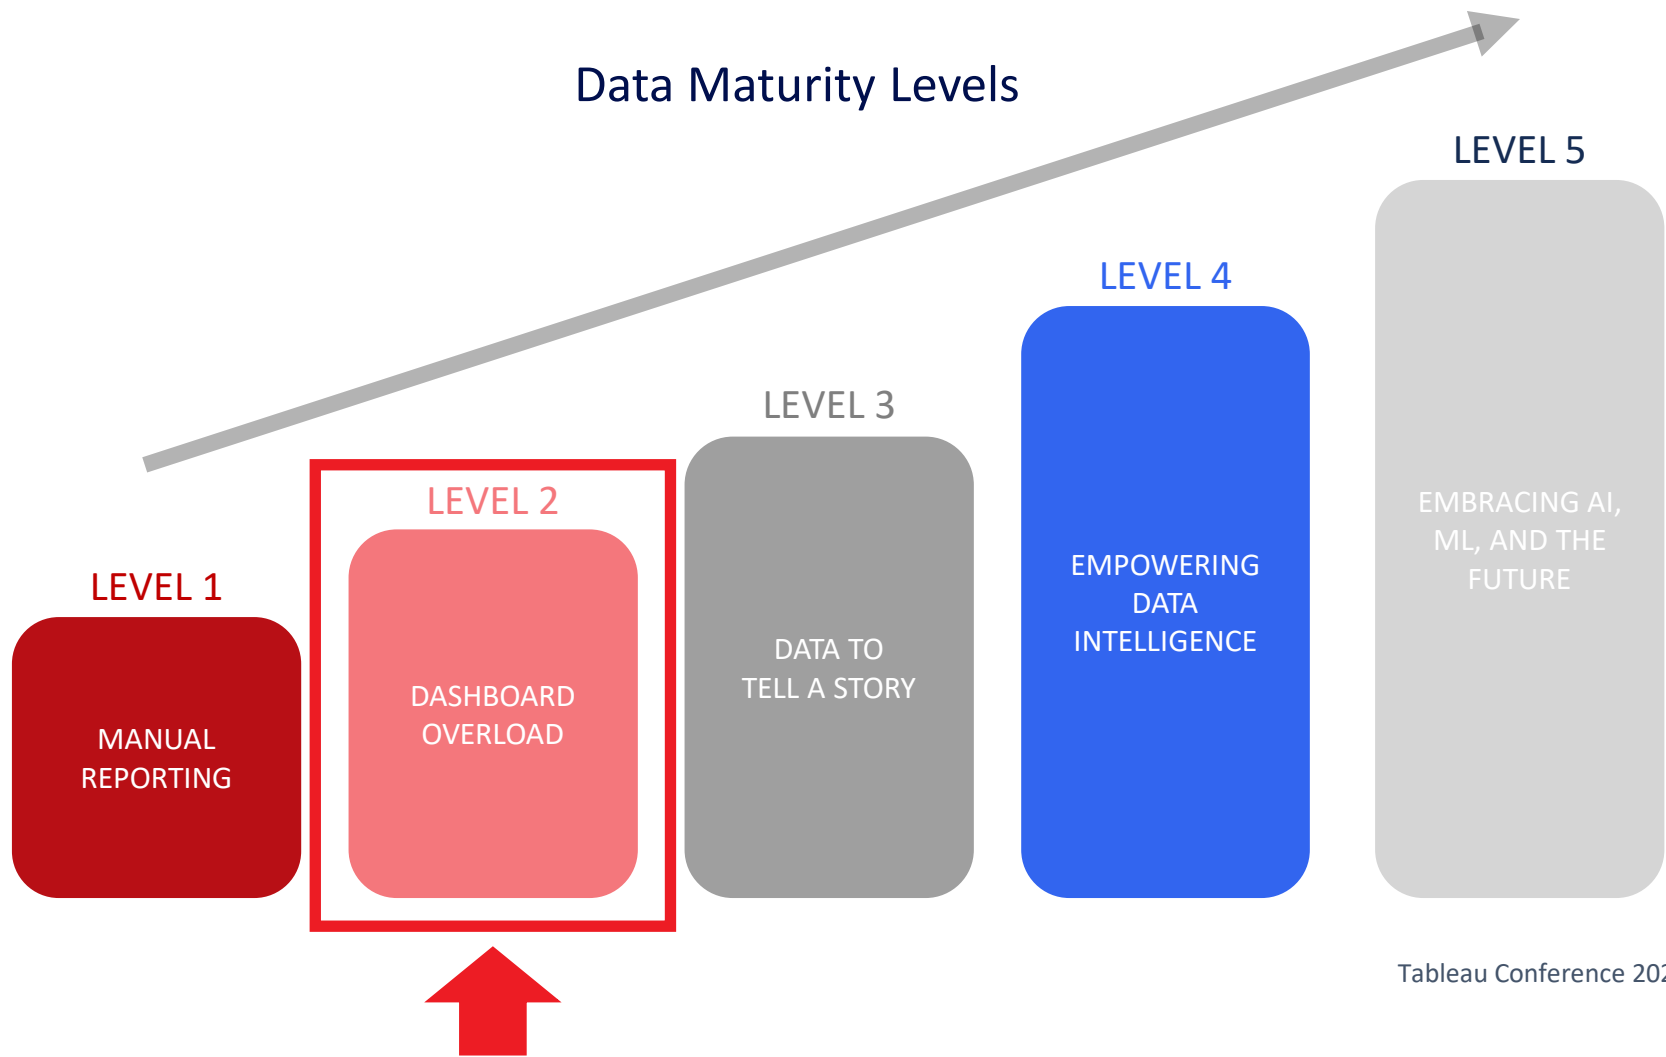 Data Maturity Levels
LEVEL 1
MANUAL
REPORTING
LEVEL 2
DASHBOARD
OVERLOAD
LEVEL 3
DATA TO
TELL A STORY
LEVEL 4
EMPOWERING
DATA
INTELLIGENCE
LEVEL 5
EMBRACING AI,
ML, AND THE
FUTURE
Tableau Conference